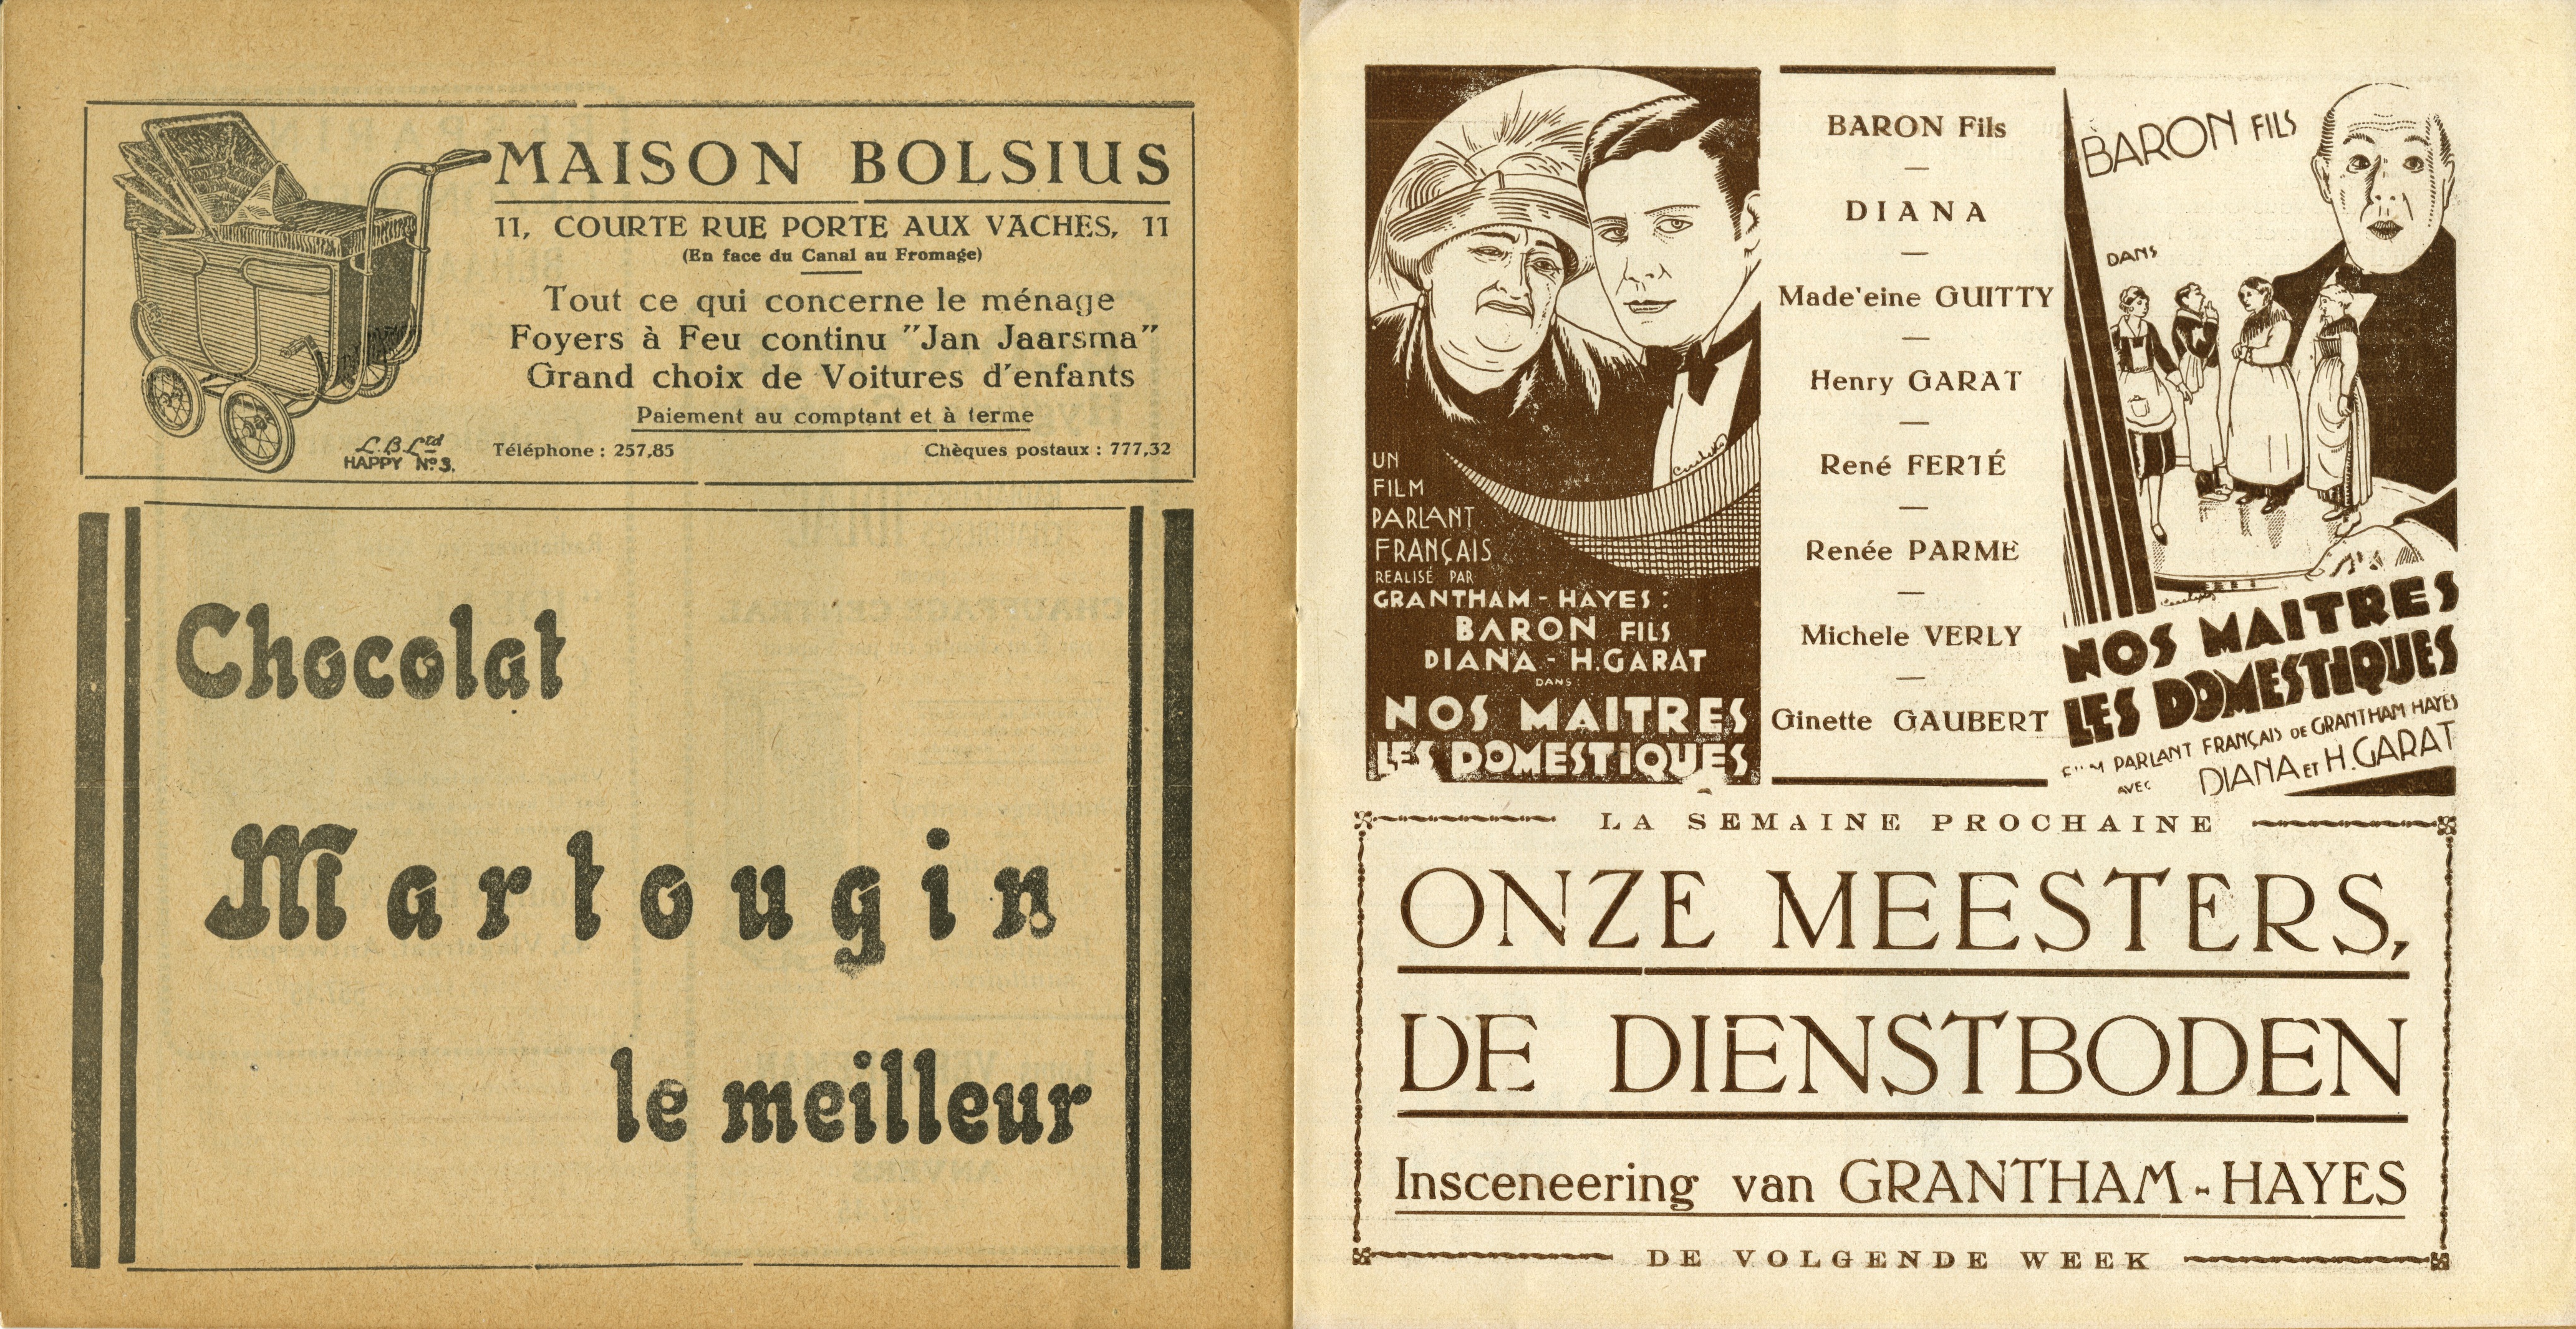 MAISON BOLSIUS
11, COURTE RUE PORTE AUX VACHES, 11
(En face du Canal au Fromage)
Tout ce qui concerne le ménage
Foyers à Feu continu "Jan Jaarsma"
Grand choix de Voitures d'enfants
Paiement au comptant et à terme
Téléphone : 257,85
Chèques postaux : 777,32
L.B. Ltd
HAPPY No 3.
Chocolat
Martougin
le meilleur
UN
FILM
PARLANT
FRANÇAIS
REALISÉ PAR
GRANTHAM-HAYES :
BARON FILS
DIANA - H.GARAT
DANS :
NOS MAITRES
LES DOMESTIQUES
BARON Fils
—
DIANA
—
Made'eine GUITTY
—
Henry GARAT
—
René FERTÉ
—
Renée PARME
—
Michele VERLY
—
Ginette GAUBERT
BARON FILS
DANS
NOS MAITRES
LES DOMESTIQUES
FILM PARLANT FRANÇAIS DE GRANTHAM HAYES
AVEC DIANA ET H.GARAT
LA SEMAINE PROCHAINE
ONZE MEESTERS,
DE DIENSTBODEN
Insceneering van GRANTHAM-HAYES
DE VOLGENDE WEEK